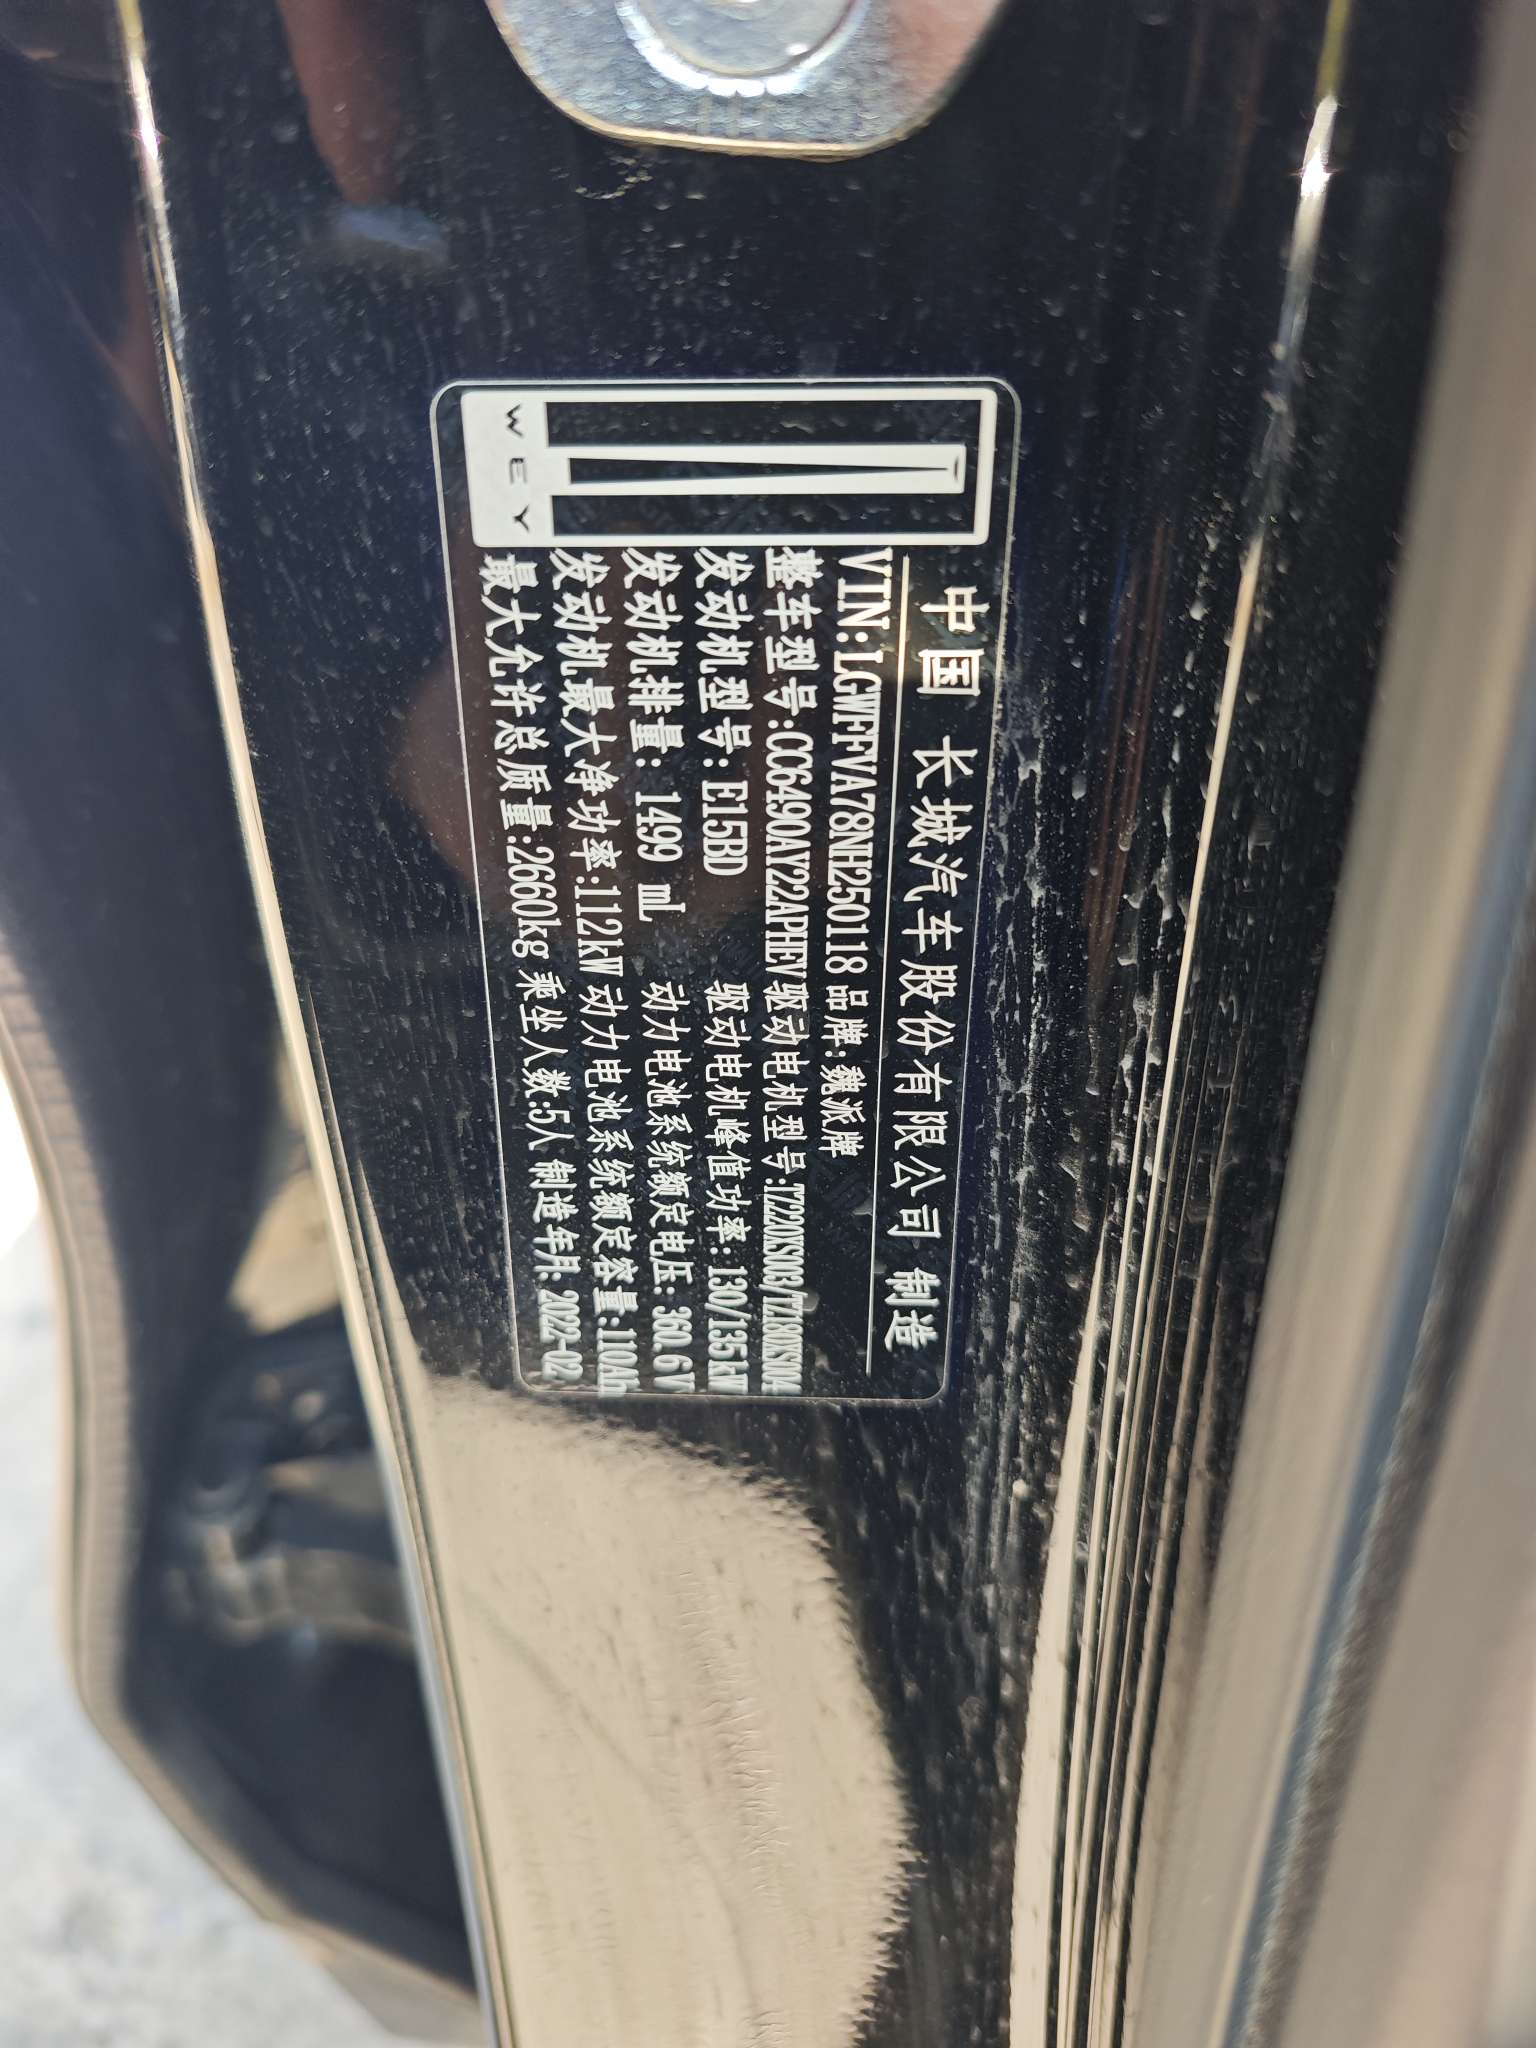 WEY
中国 长城汽车股份有限公司 制造
VIN:LGWFFVA78NH250118 品牌:魏派牌
整车型号:CC6490AY22APHEV 驱动电机型号:TZ220XS003/TZ180XS004
发动机型号:E15BD 驱动电机峰值功率:130/135kW
发动机排量:1499 mL 动力电池系统额定电压:360.6V
发动机最大净功率:112kW 动力电池系统额定容量:110Ah
最大允许总质量:2660kg 乘坐人数:5人 制造年月:2022-02